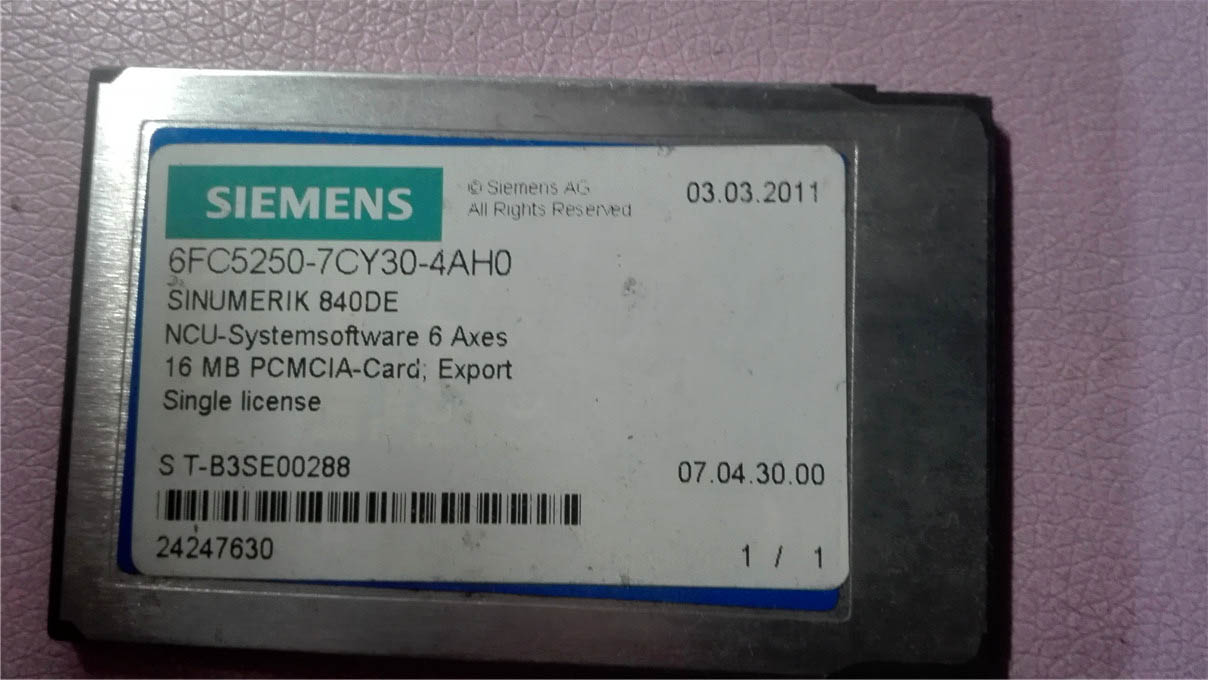 SIEMENS
© Siemens AG
All Rights Reserved
03.03.2011
6FC5250-7CY30-4AH0
SINUMERIK 840DE
NCU-Systemsoftware 6 Axes
16 MB PCMCIA-Card; Export
Single license
S T-B3SE00288
07.04.30.00
24247630
1 / 1